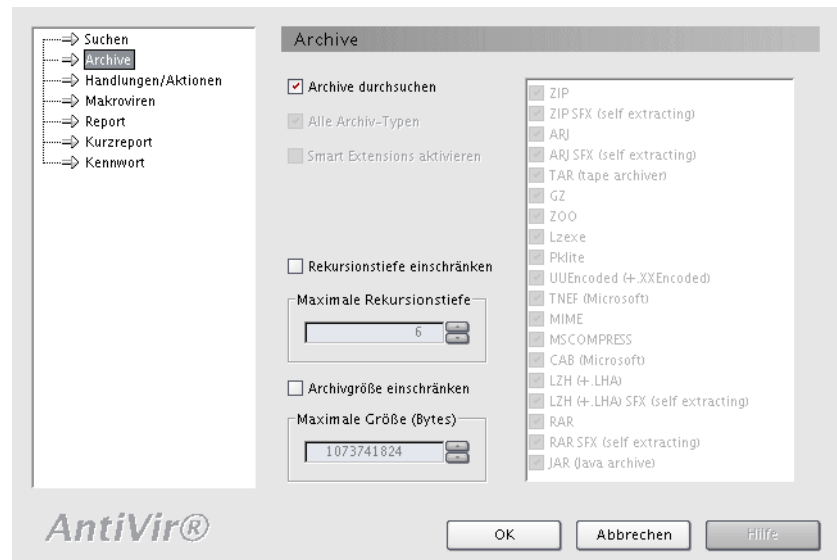 Suchen
Archive
Handlungen/Aktionen
Makroviren
Report
Kurzreport
Kennwort
Archive
Archive durchsuchen
Alle Archiv-Typen
Smart Extensions aktivieren
Rekursionstiefe einschränken
Maximale Rekursionstiefe
6
Archivgröße einschränken
Maximale Größe (Bytes)
1073741824
ZIP
ZIP SFX (self extracting)
ARJ
ARJ SFX (self extracting)
TAR (tape archiver)
GZ
ZOO
Lzexe
Pklite
UUEncoded (+.XXEncoded)
TNEF (Microsoft)
MIME
MSCOMPRESS
CAB (Microsoft)
LZH (+.LHA)
LZH (+.LHA) SFX (self extracting)
RAR
RAR SFX (self extracting)
JAR (Java archive)
AntiVir®
OK
Abbrechen
Hilfe